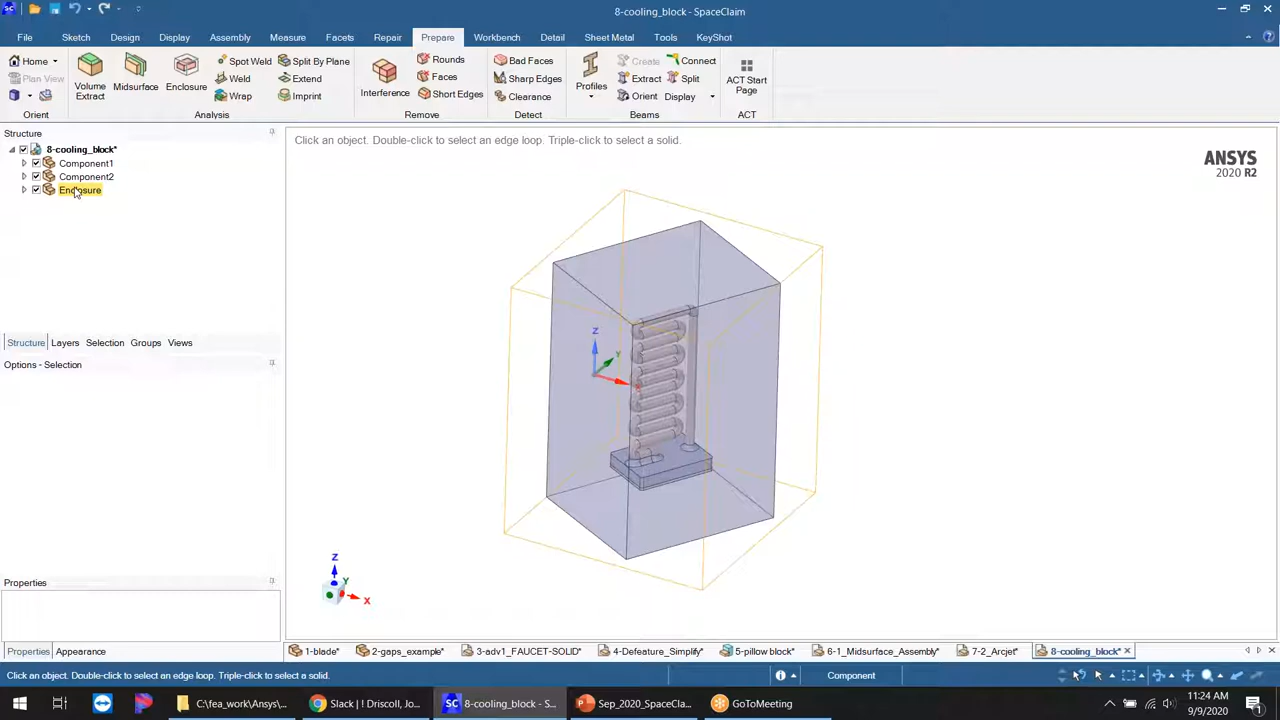 8-cooling_block* - SpaceClaim
File Sketch Design Display Assembly Measure Facets Repair Prepare Workbench Detail Sheet Metal Tools KeyShot
Home Spot Weld Split By Plane Rounds Bad Faces Create Connect
Plan View Weld Extend Faces Sharp Edges Extract Split
Wrap Imprint Short Edges Clearance Orient Display
Volume Extract Midsurface Enclosure Interference Profiles ACT Start Page
Orient Analysis Remove Detect Beams ACT
Structure
8-cooling_block*
Component1
Component2
Enclosure
Click an object. Double-click to select an edge loop. Triple-click to select a solid.
ANSYS
2020 R2
Z
Y
Structure Layers Selection Groups Views
Options - Selection
Z
Y
X
Properties
Properties Appearance
1-blade* 2-gaps_example* 3-adv1_FAUCET-SOLID* 4-Defeature_Simplify* 5-pillow block* 6-1_Midsurface_Assembly* 7-2_Arcjet* 8-cooling_block*
Click an object. Double-click to select an edge loop. Triple-click to select a solid. Component
C:\fea_work\Ansys\... Slack | ! Driscoll, Jo... 8-cooling_block* - S... Sep_2020_SpaceCla... GoToMeeting
11:24 AM
9/9/2020